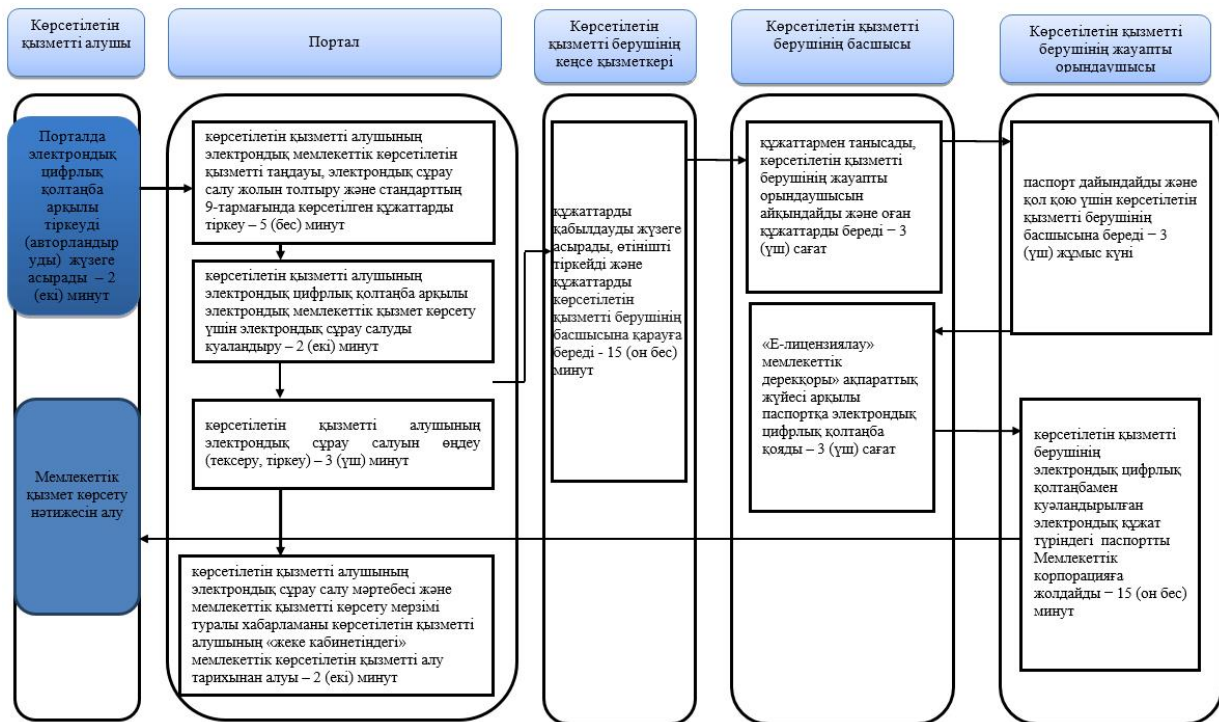 Көрсетілетін
қызметті алушы
Портал
Көрсетілетін
қызметті берушінің
кеңсе қызметкері
Көрсетілетін қызметті
берушінің басшысы
Көрсетілетін қызметті
берушінің жауапты
орындаушысы
Порталда
электрондық
цифрлық
қолтаңба
арқылы
тіркеуді
(авторландыр
уды) жүзеге
асырады – 2
(екі) минут
Мемлекеттік
қызмет көрсету
нәтижесін алу
көрсетілетін қызметті алушының
электрондық мемлекеттік көрсетілетін
қызметті таңдауы, электрондық сұрау
салу жолын толтыру және стандарттың
9-тармағында көрсетілген құжаттарды
тіркеу – 5 (бес) минут
көрсетілетін қызметті алушының
электрондық цифрлық қолтаңба арқылы
электрондық мемлекеттік қызмет көрсету
үшін электрондық сұрау салуды
куаландыру – 2 (екі) минут
көрсетілетін қызметті алушының
электрондық сұрау салуын өңдеу
(тексеру, тіркеу) – 3 (үш) минут
көрсетілетін қызметті алушының
электрондық сұрау салу мәртебесі және
мемлекеттік қызметті көрсету мерзімі
туралы хабарламаны көрсетілетін қызметті
алушының «жеке кабинетіндегі»
мемлекеттік көрсетілетін қызметті алу
тарихынан алуы – 2 (екі) минут
құжаттарды
қабылдауды жүзеге
асырады, өтінішті
тіркейді және
құжаттарды
көрсетілетін
қызметті берушінің
басшысына қарауға
береді - 15 (он бес)
минут
құжаттармен танысады,
көрсетілетін қызметті
берушінің жауапты
орындаушысын
айқындайды және оған
құжаттарды береді – 3
(үш) сағат
«Е-лицензиялау»
мемлекеттік
дерекқоры» ақпараттық
жүйесі арқылы
паспортқа электрондық
цифрлық қолтаңба
қояды – 3 (үш) сағат
паспорт дайындайды және
қол қою үшін көрсетілетін
қызметті берушінің
басшысына береді – 3
(үш) жұмыс күні
көрсетілетін қызметті
берушінің
электрондық цифрлық
қолтаңбамен
куәландырылған
электрондық құжат
түріндегі паспортты
Мемлекеттік
корпорацияға
жолдайды – 15 (он бес)
минут